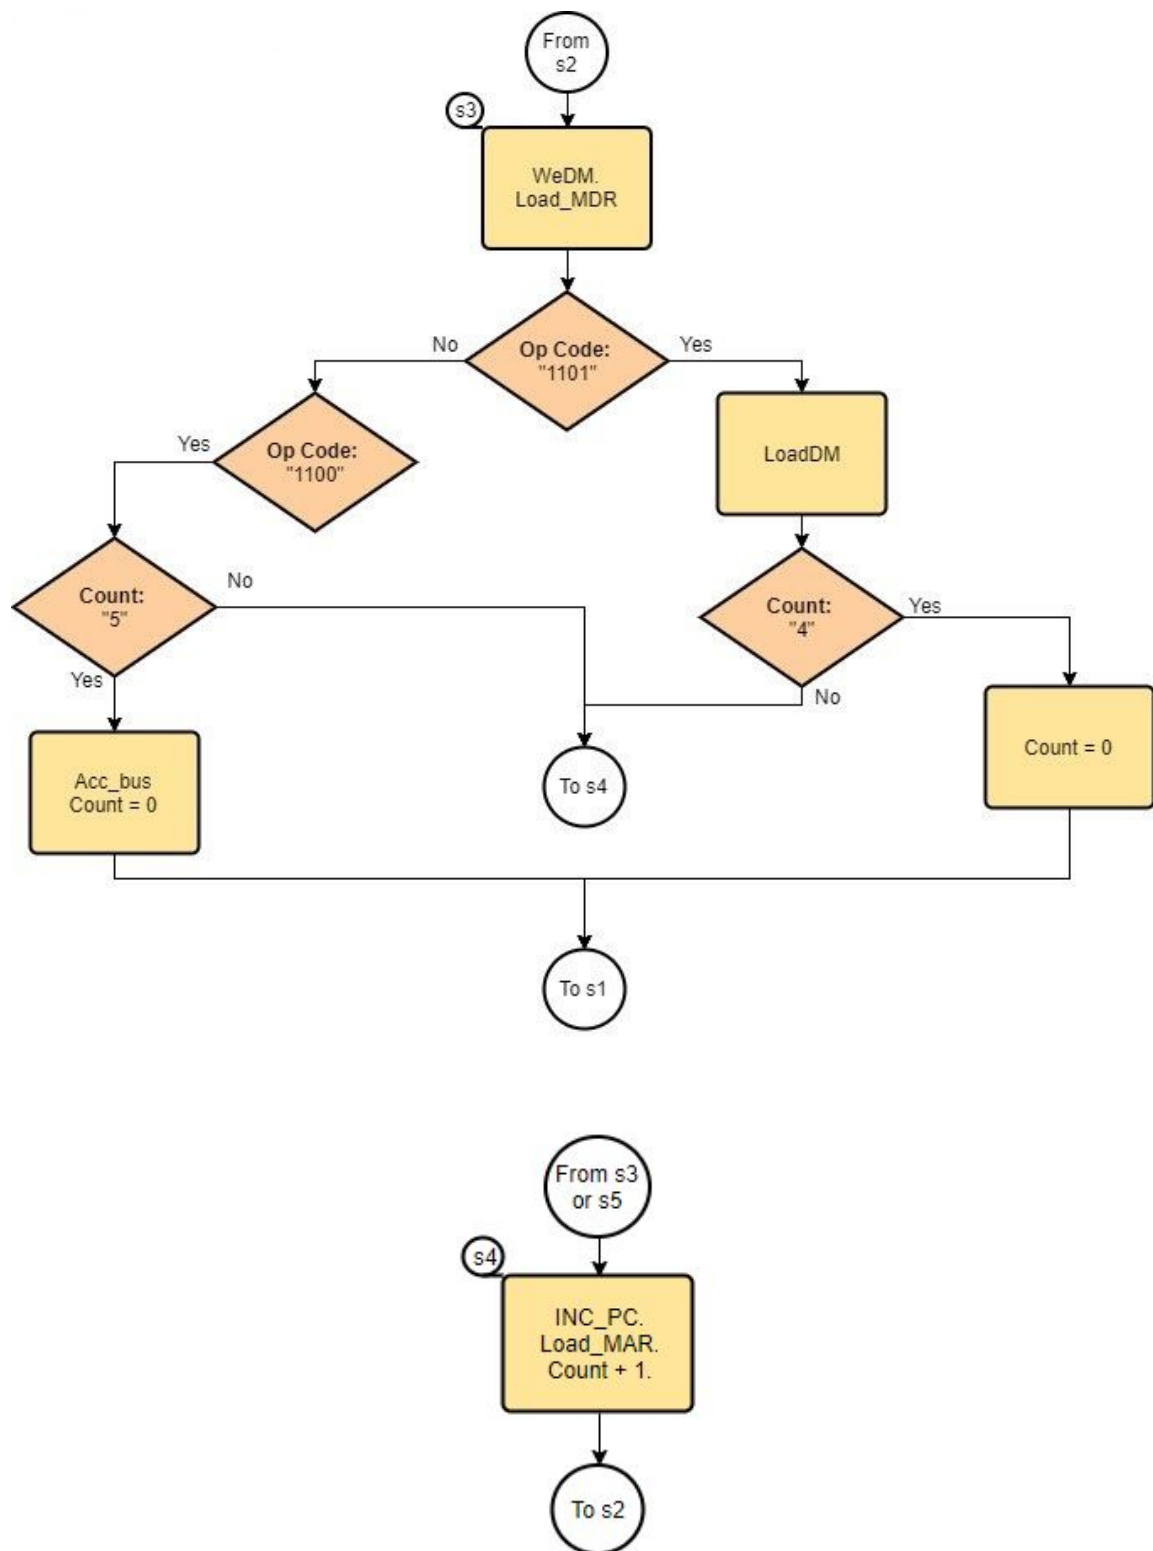 From
s2
s3
WeDM.
Load_MDR
No
Op Code:
"1101"
Yes
Yes
Op Code:
"1100"
LoadDM
Count:
"5"
No
Count:
"4"
Yes
Yes
No
Acc_bus
Count = 0
To s4
Count = 0
To s1
From s3
or s5
s4
INC_PC.
Load_MAR.
Count + 1.
To s2